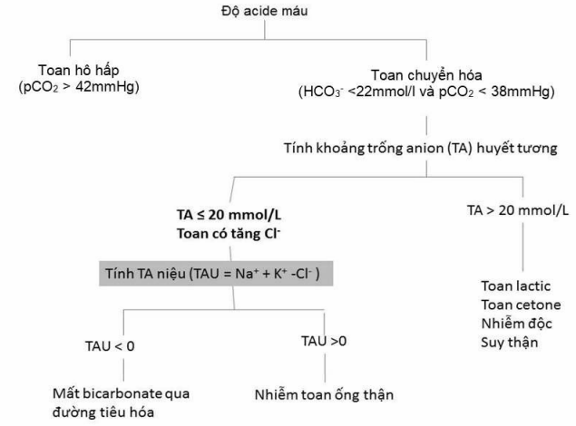 Độ acide máu
Toan hô hấp
(pCO₂ > 42mmHg)
Toan chuyển hóa
(HCO₃⁻ <22mmol/l và pCO₂ < 38mmHg)
Tính khoảng trống anion (TA) huyết tương
TA ≤ 20 mmol/L
Toan có tăng Cl⁻
TA > 20 mmol/L
Tính TA niệu (TAU = Na⁺ + K⁺ -Cl⁻ )
Toan lactic
Toan cetone
Nhiễm độc
Suy thận
TAU < 0
TAU >0
Mất bicarbonate qua
đường tiêu hóa
Nhiễm toan ống thận